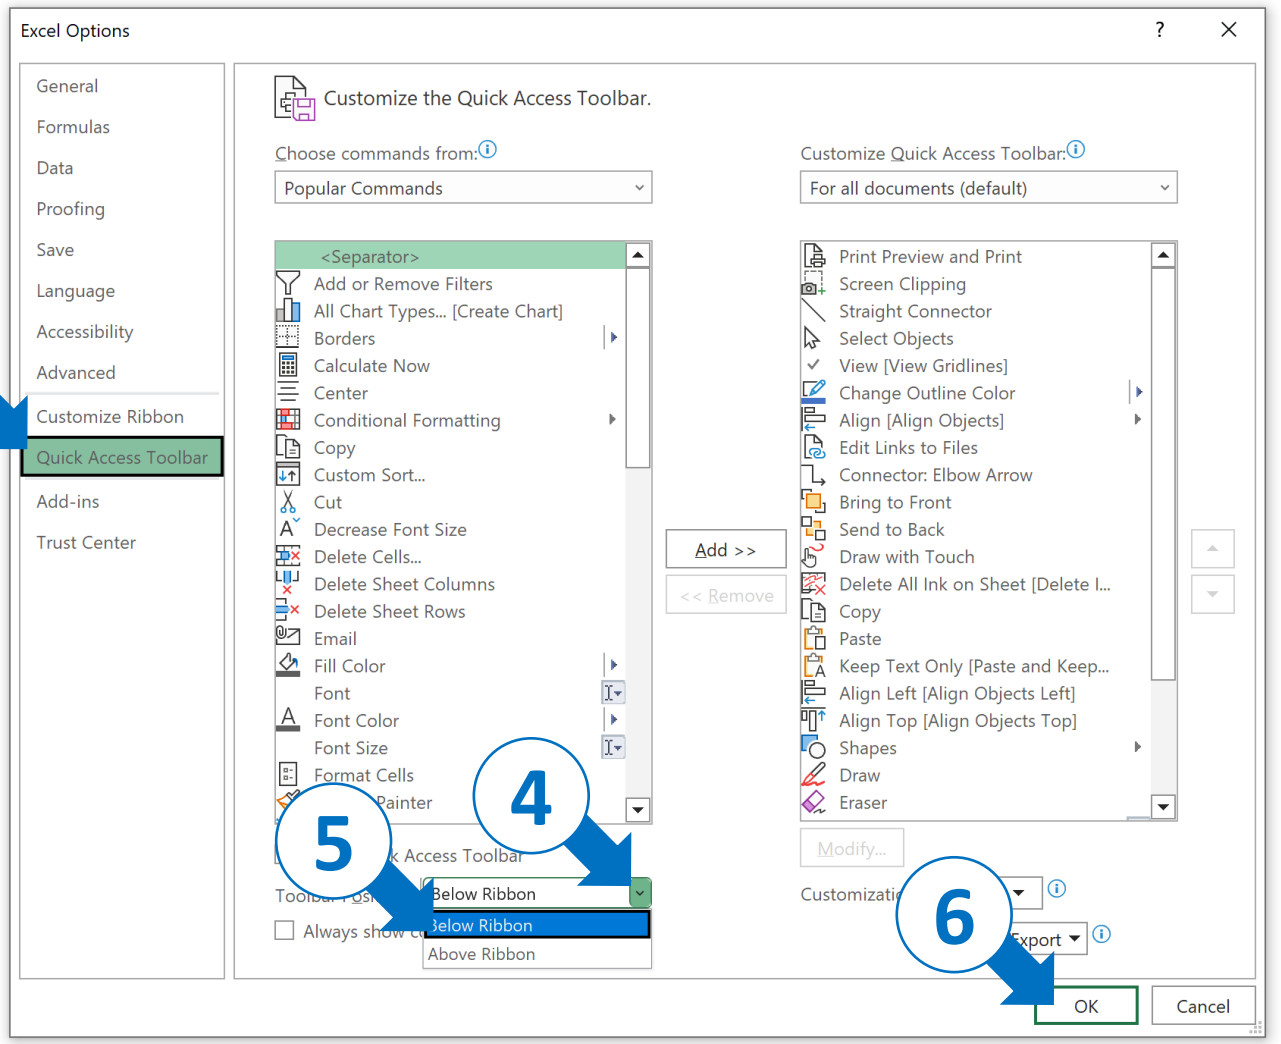 Excel Options
?
General
Formulas
Data
Proofing
Save
Language
Accessibility
Advanced
Customize Ribbon
Quick Access Toolbar
Add-ins
Trust Center
Customize the Quick Access Toolbar.
Choose commands from:
Popular Commands
<Separator>
Add or Remove Filters
All Chart Types... [Create Chart]
Borders
Calculate Now
Center
Conditional Formatting
Copy
Custom Sort...
Cut
Decrease Font Size
Delete Cells...
Delete Sheet Columns
Delete Sheet Rows
Email
Fill Color
Font
Font Color
Font Size
Format Cells
Painter
Access Toolbar
Below Ribbon
Below Ribbon
Above Ribbon
Always show
4
5
Add >>
<< Remove
Customize Quick Access Toolbar:
For all documents (default)
Print Preview and Print
Screen Clipping
Straight Connector
Select Objects
View [View Gridlines]
Change Outline Color
Align [Align Objects]
Edit Links to Files
Connector: Elbow Arrow
Bring to Front
Send to Back
Draw with Touch
Delete All Ink on Sheet [Delete I...
Copy
Paste
Keep Text Only [Paste and Keep...
Align Left [Align Objects Left]
Align Top [Align Objects Top]
Shapes
Draw
Eraser
Modify...
6
Export
OK
Cancel